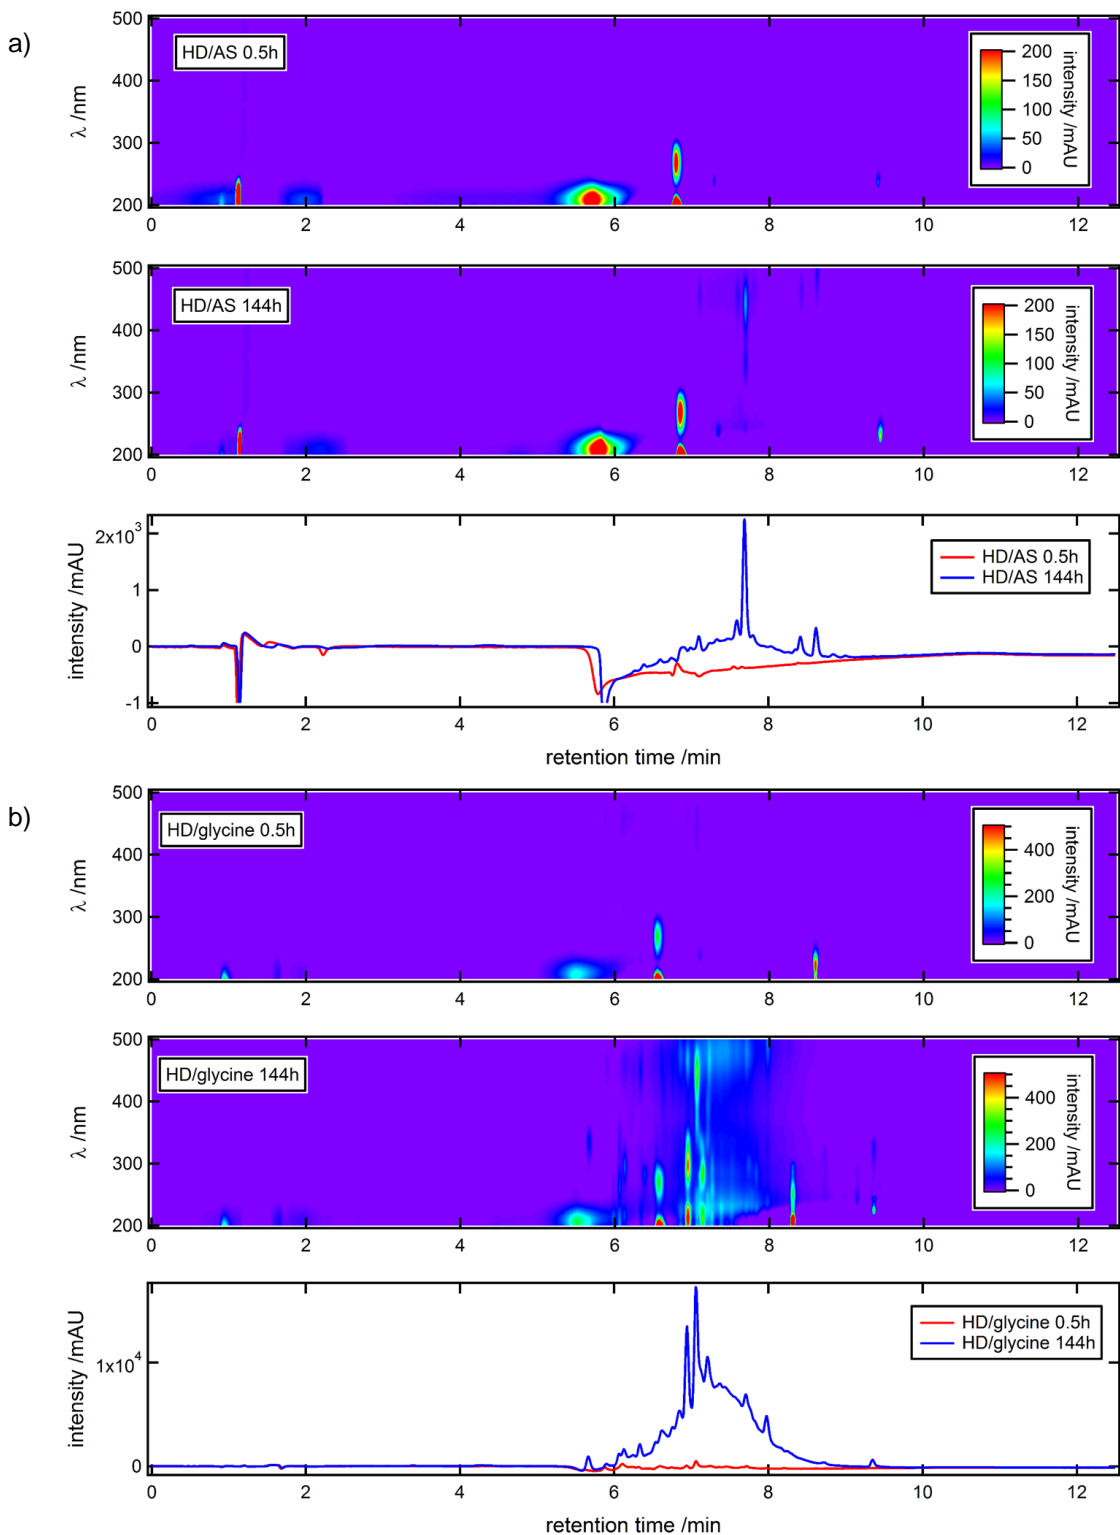 a)
500
400
300
200
λ /nm
HD/AS 0.5h
200
150
100
50
0
intensity /mAU
0 2 4 6 8 10 12
500
400
300
200
λ /nm
HD/AS 144h
200
150
100
50
0
intensity /mAU
0 2 4 6 8 10 12
2x10³
1
0
-1
intensity /mAU
HD/AS 0.5h
HD/AS 144h
0 2 4 6 8 10 12
retention time /min
b)
500
400
300
200
λ /nm
HD/glycine 0.5h
400
200
0
intensity /mAU
0 2 4 6 8 10 12
500
400
300
200
λ /nm
HD/glycine 144h
400
200
0
intensity /mAU
0 2 4 6 8 10 12
1x10⁴
0
intensity /mAU
HD/glycine 0.5h
HD/glycine 144h
0 2 4 6 8 10 12
retention time /min